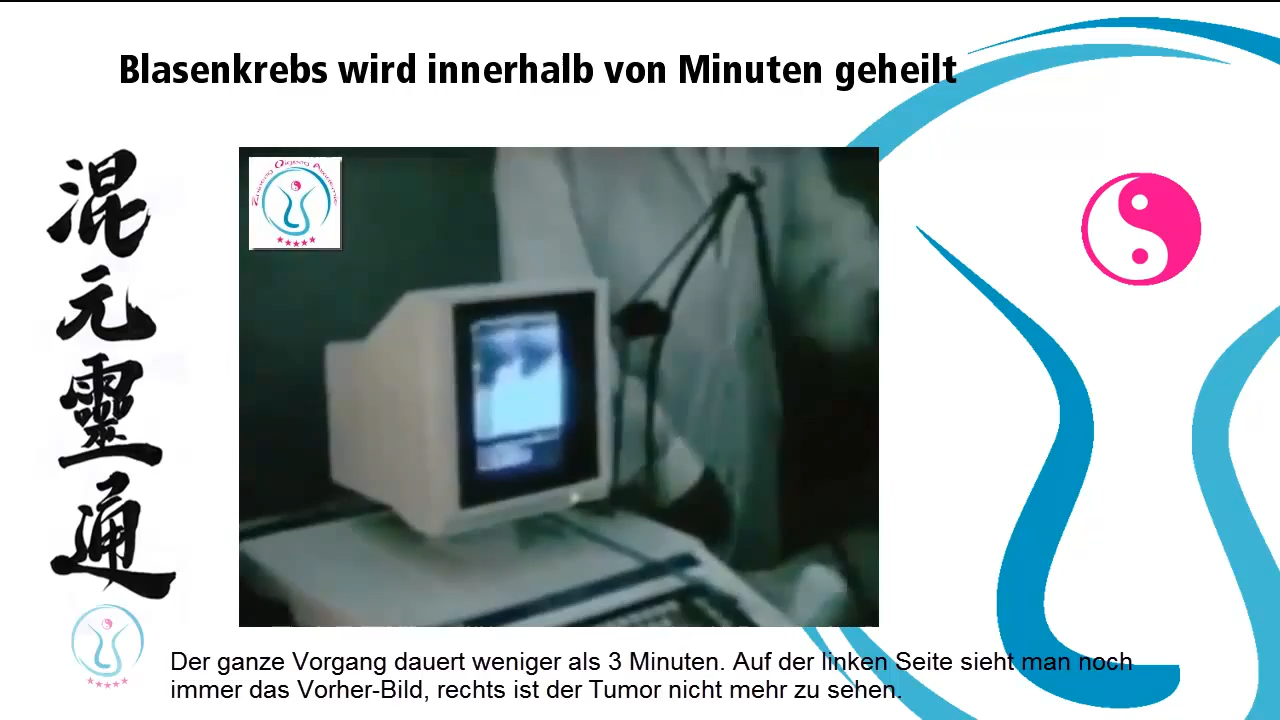 Blasenkrebs wird innerhalb von Minuten geheilt
混
元
靈
通
Der ganze Vorgang dauert weniger als 3 Minuten. Auf der linken Seite sieht man noch
immer das Vorher-Bild, rechts ist der Tumor nicht mehr zu sehen.